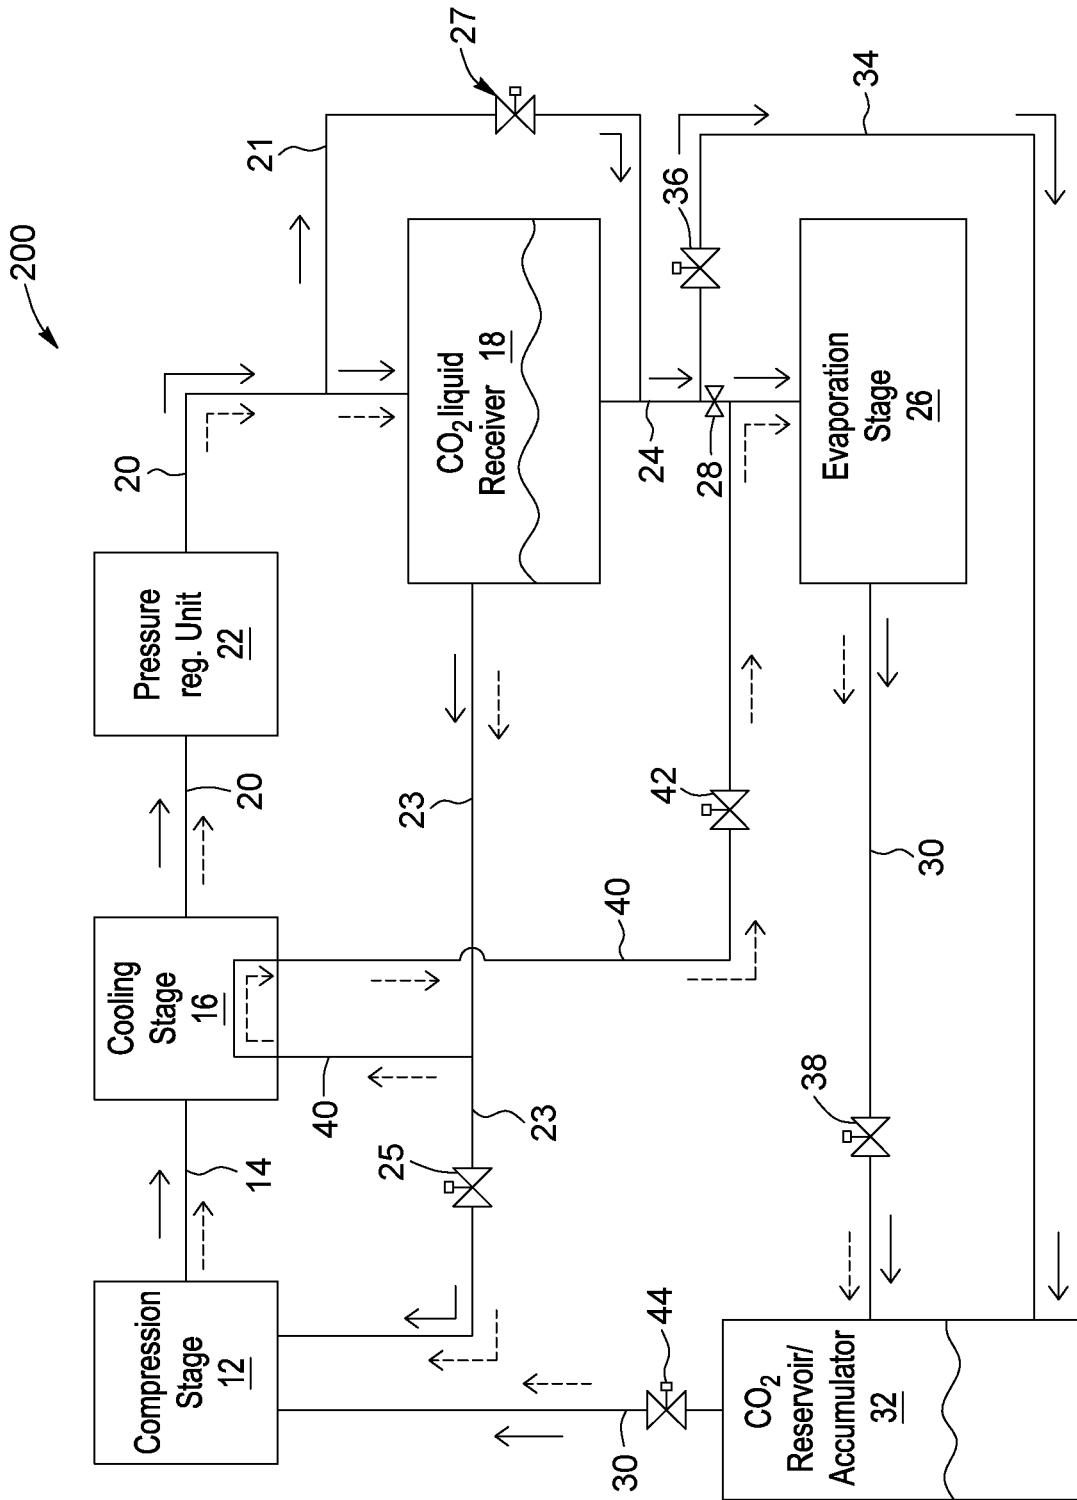 200
Compression
Stage
12
14
Cooling
Stage
16
20
Pressure
reg. Unit
22
20
21
27
40
23
25
23
CO2 liquid
Receiver 18
40
24
28
36
34
42
44
30
38
30
CO2
Reservoir/
Accumulator
32
Evaporation
Stage
26